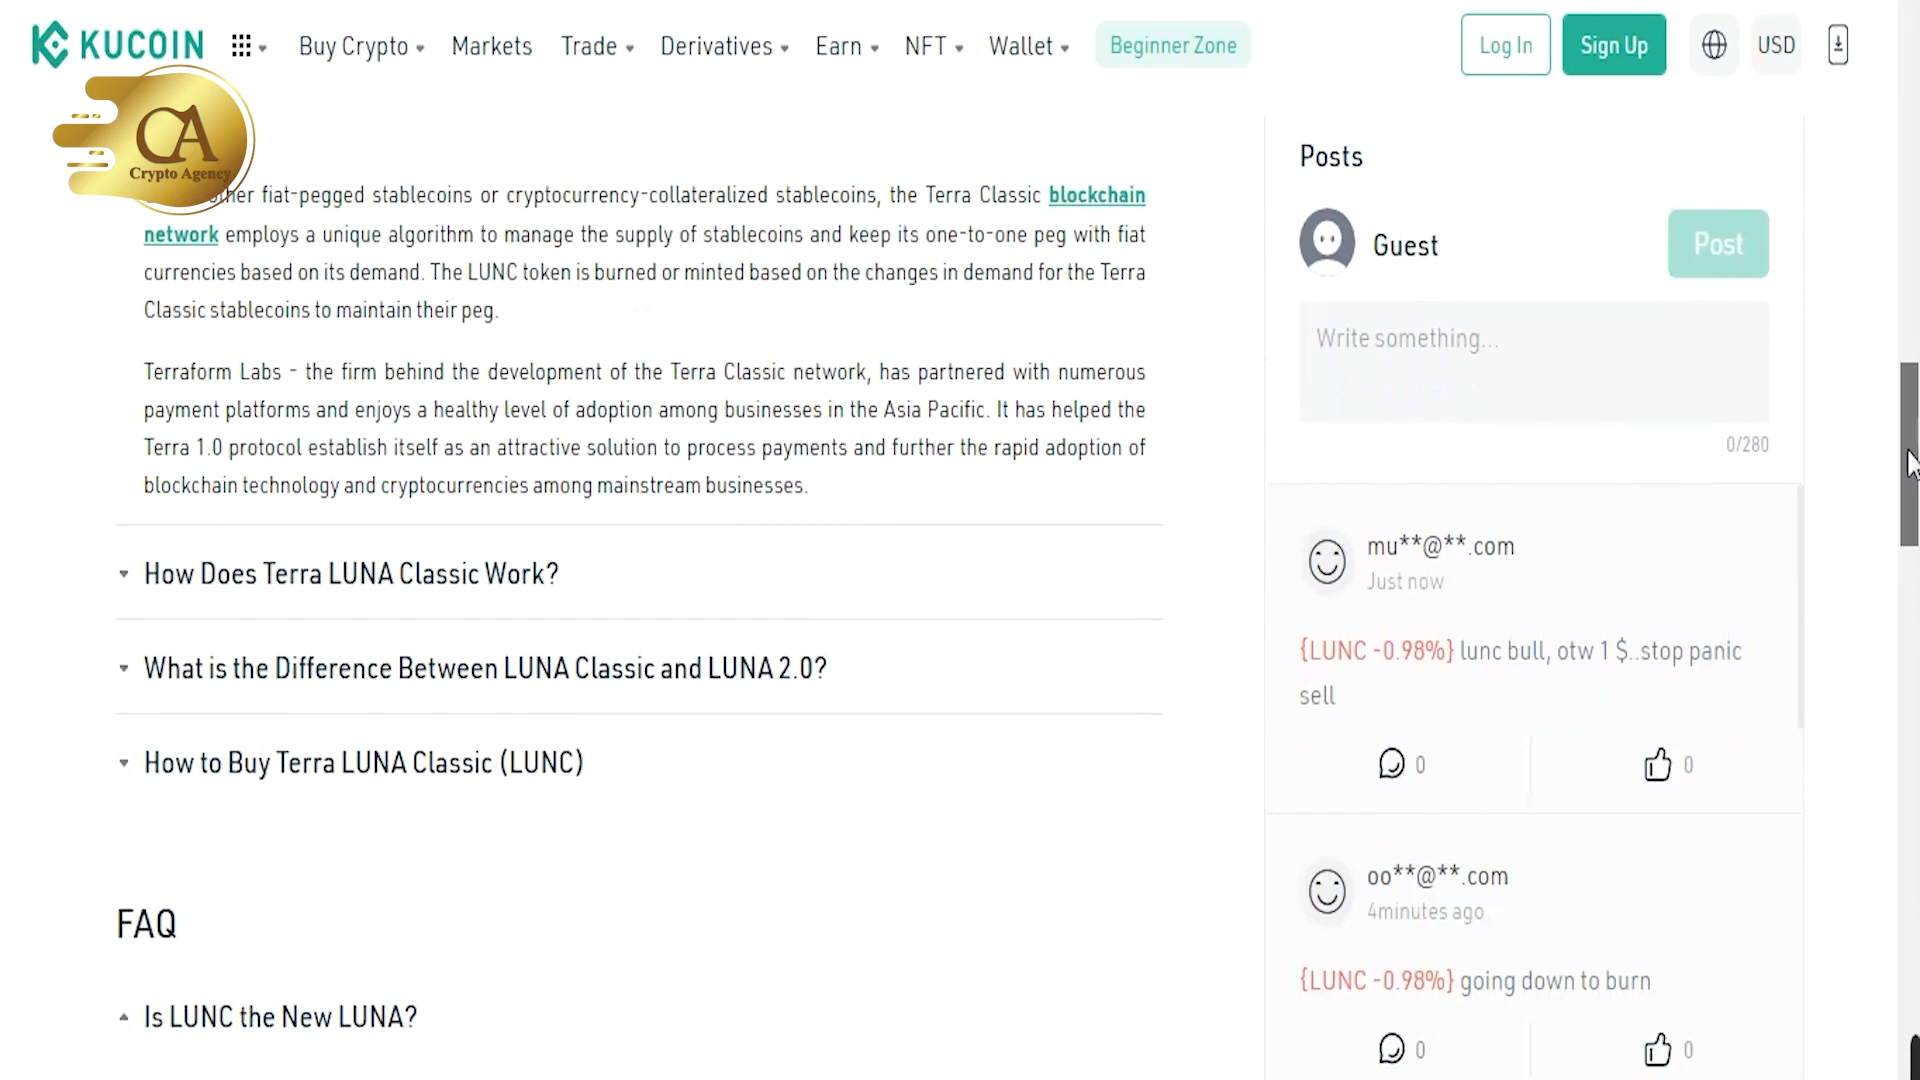 KUCOIN
Buy Crypto
Markets
Trade
Derivatives
Earn
NFT
Wallet
Beginner Zone
Log In
Sign Up
USD
CA
Crypto Agency
fiat-pegged stablecoins or cryptocurrency-collateralized stablecoins, the Terra Classic blockchain
network employs a unique algorithm to manage the supply of stablecoins and keep its one-to-one peg with fiat
currencies based on its demand. The LUNC token is burned or minted based on the changes in demand for the Terra
Classic stablecoins to maintain their peg.
Terraform Labs - the firm behind the development of the Terra Classic network, has partnered with numerous
payment platforms and enjoys a healthy level of adoption among businesses in the Asia Pacific. It has helped the
Terra 1.0 protocol establish itself as an attractive solution to process payments and further the rapid adoption of
blockchain technology and cryptocurrencies among mainstream businesses.
How Does Terra LUNA Classic Work?
What is the Difference Between LUNA Classic and LUNA 2.0?
How to Buy Terra LUNA Classic (LUNC)
FAQ
Is LUNC the New LUNA?
Posts
Guest
Post
Write something...
0/280
mu**@**.com
Just now
{LUNC -0.98%} lunc bull, otw 1 $..stop panic
sell
0
0
oo**@**.com
4minutes ago
{LUNC -0.98%} going down to burn
0
0